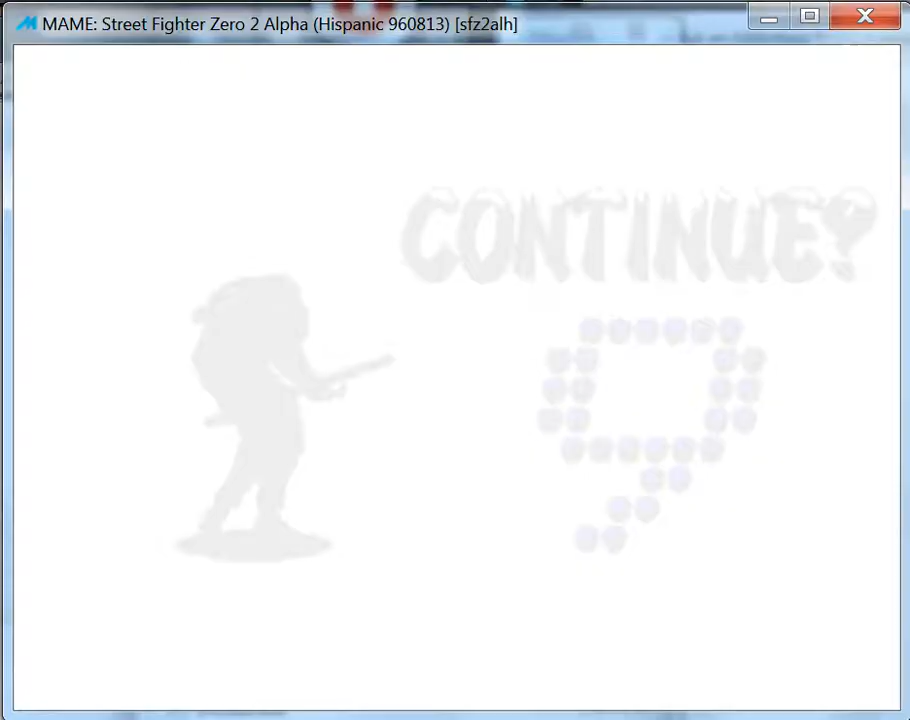 MAME: Street Fighter Zero 2 Alpha (Hispanic 960813) [sfz2alh]
CONTINUE?
9